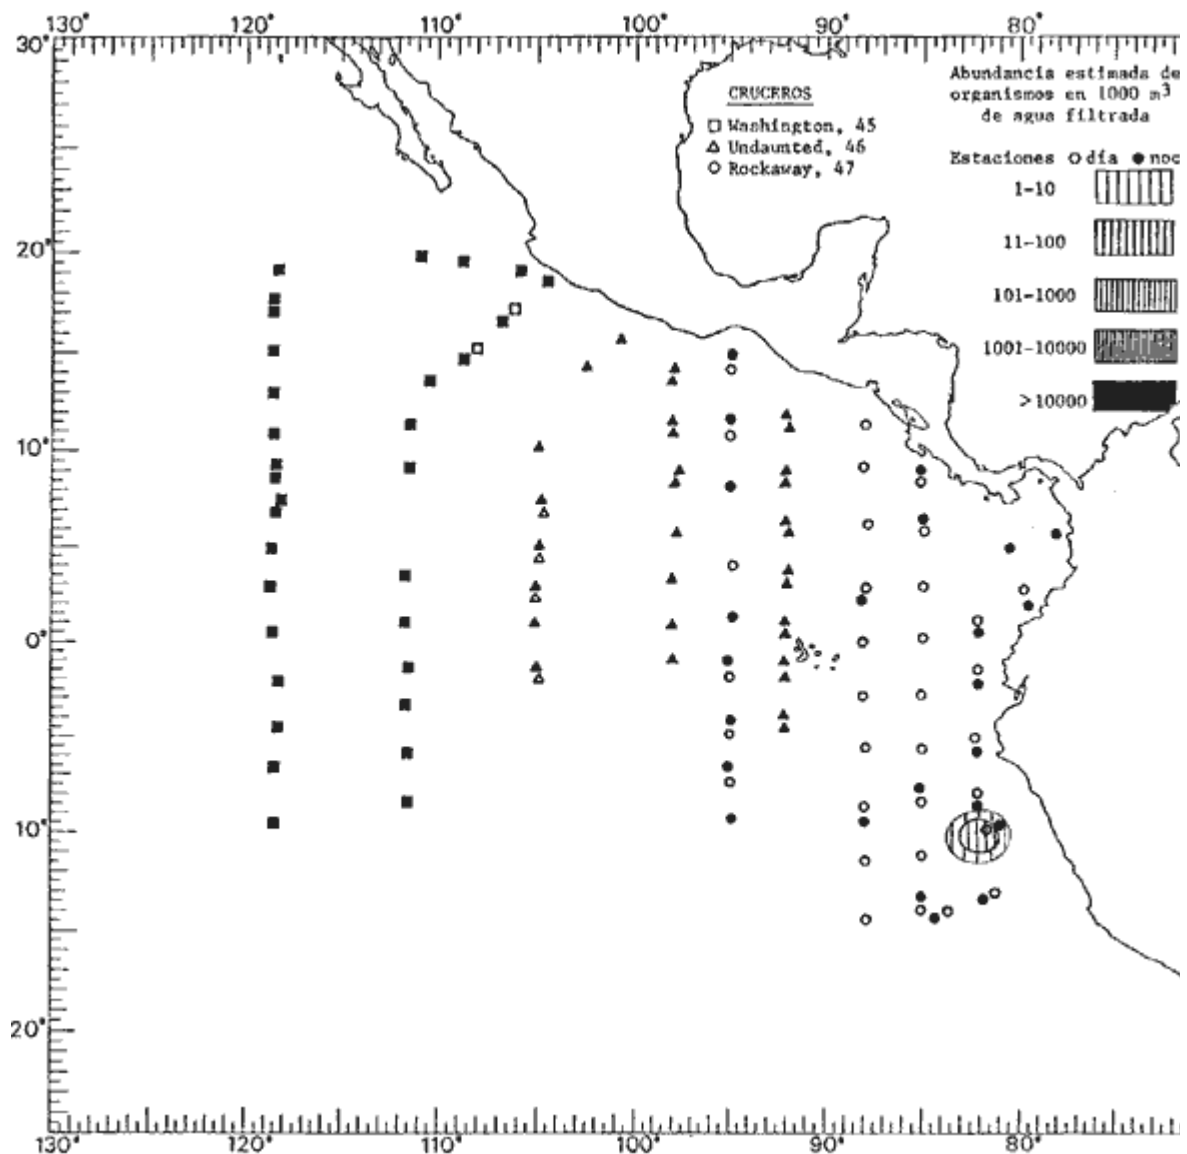 130° 120° 110° 100° 90° 80°
30°
20°
10°
0°
10°
20°
CRUCEROS
Washington, 45
Undaunted, 46
Rockaway, 47
Abundancia estimada de
organismos en 1000 m³
de agua filtrada
Estaciones día noc
1-10
11-100
101-1000
1001-10000
>10000
130° 120° 110° 100° 90° 80°